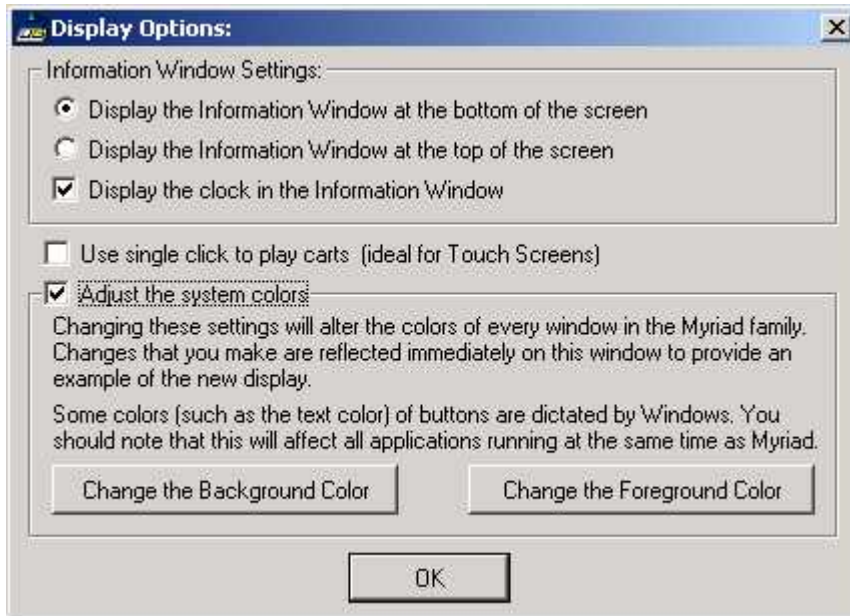 Display Options:
Information Window Settings:
Display the Information Window at the bottom of the screen
Display the Information Window at the top of the screen
Display the clock in the Information Window
Use single click to play carts (ideal for Touch Screens)
Adjust the system colors
Changing these settings will alter the colors of every window in the Myriad family.
Changes that you make are reflected immediately on this window to provide an
example of the new display.
Some colors (such as the text color) of buttons are dictated by Windows. You
should note that this will affect all applications running at the same time as Myriad.
Change the Background Color
Change the Foreground Color
OK